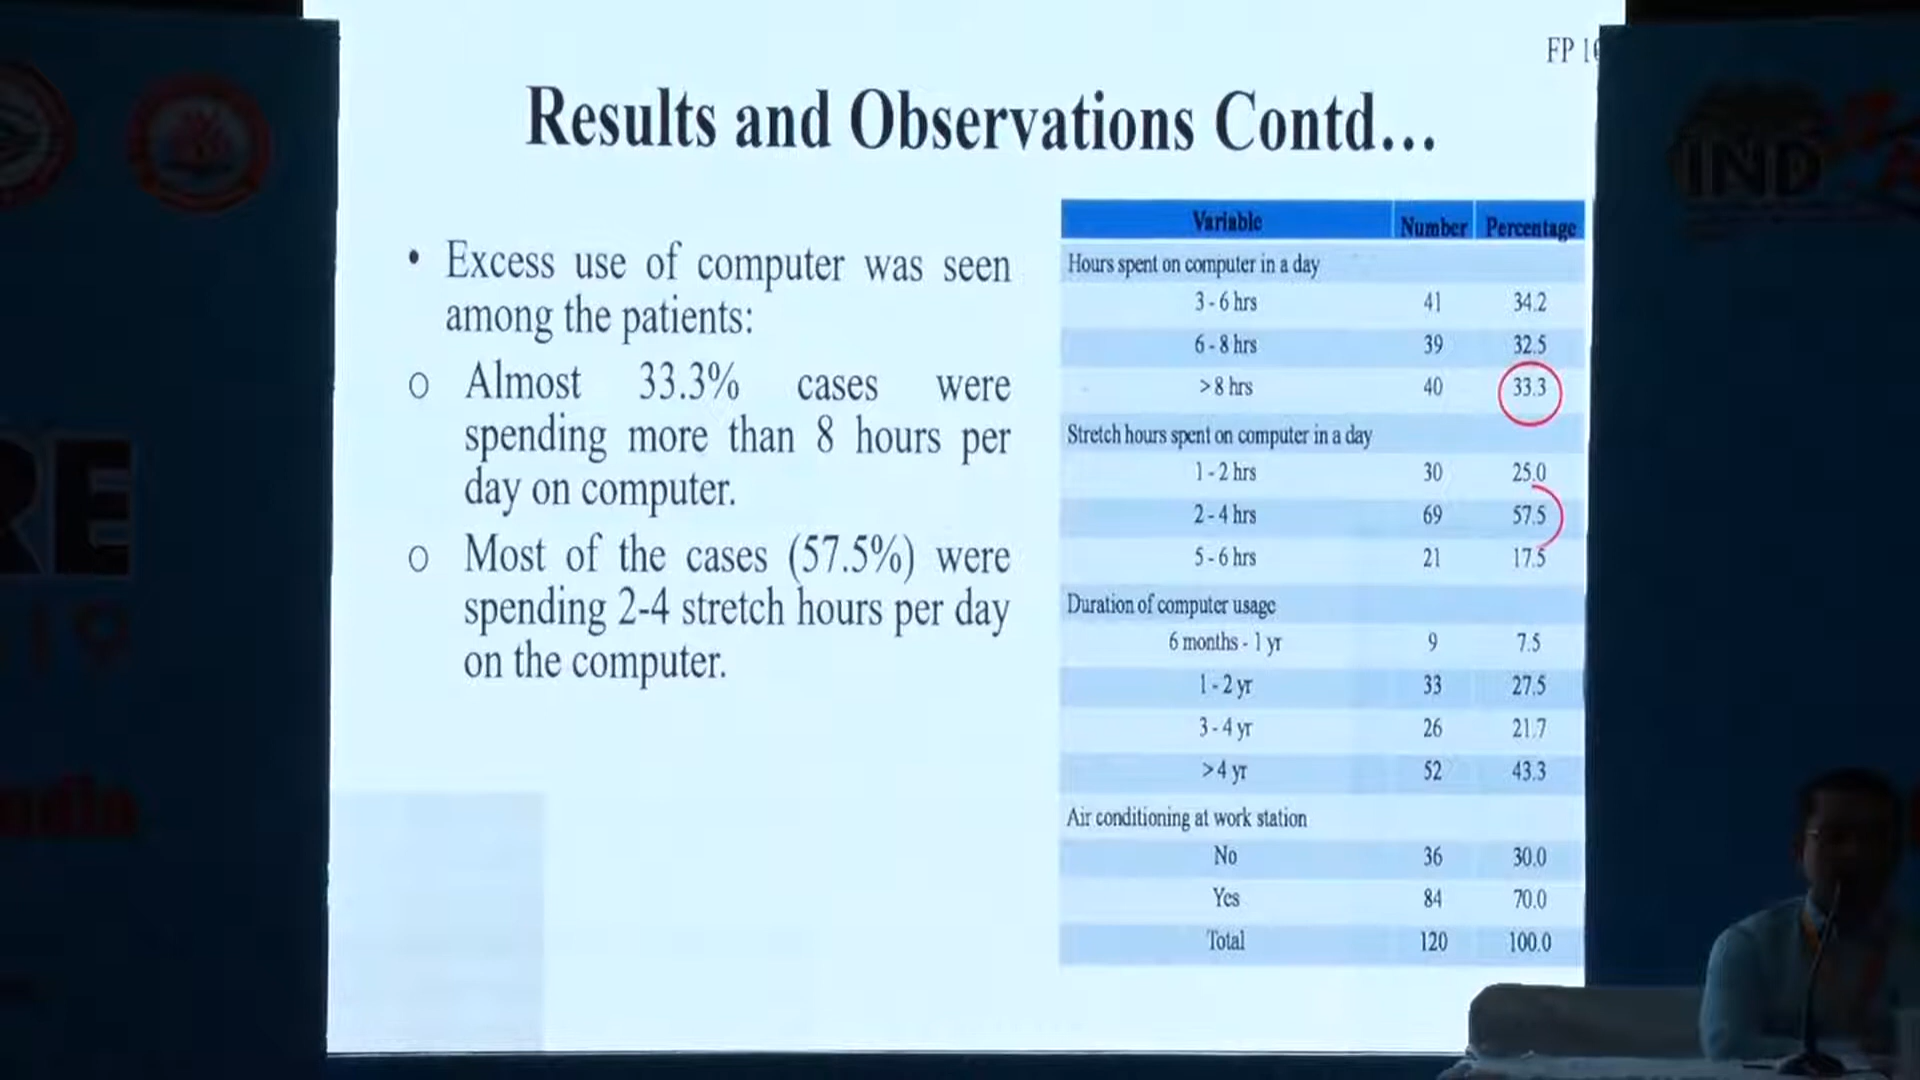 FP 10
Results and Observations Contd...
• Excess use of computer was seen
among the patients:
o Almost 33.3% cases were
spending more than 8 hours per
day on computer.
o Most of the cases (57.5%) were
spending 2-4 stretch hours per day
on the computer.
Variable Number Percentage
Hours spent on computer in a day
3 - 6 hrs 41 34.2
6 - 8 hrs 39 32.5
> 8 hrs 40 33.3
Stretch hours spent on computer in a day
1 - 2 hrs 30 25.0
2 - 4 hrs 69 57.5
5 - 6 hrs 21 17.5
Duration of computer usage
6 months - 1 yr 9 7.5
1 - 2 yr 33 27.5
3 - 4 yr 26 21.7
>4 yr 52 43.3
Air conditioning at work station
No 36 30.0
Yes 84 70.0
Total 120 100.0
IND
RE